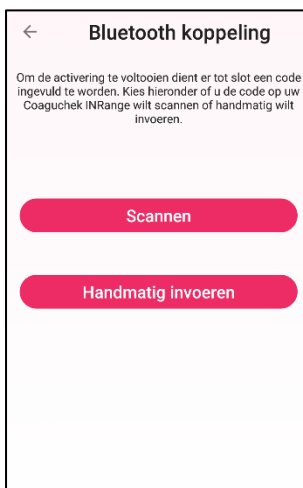 Bluetooth koppeling
Om de activering te voltooien dient er tot slot een code
ingevuld te worden. Kies hieronder of u de code op uw
Coaguchek INRange wilt scannen of handmatig wilt
invoeren.
Scannen
Handmatig invoeren